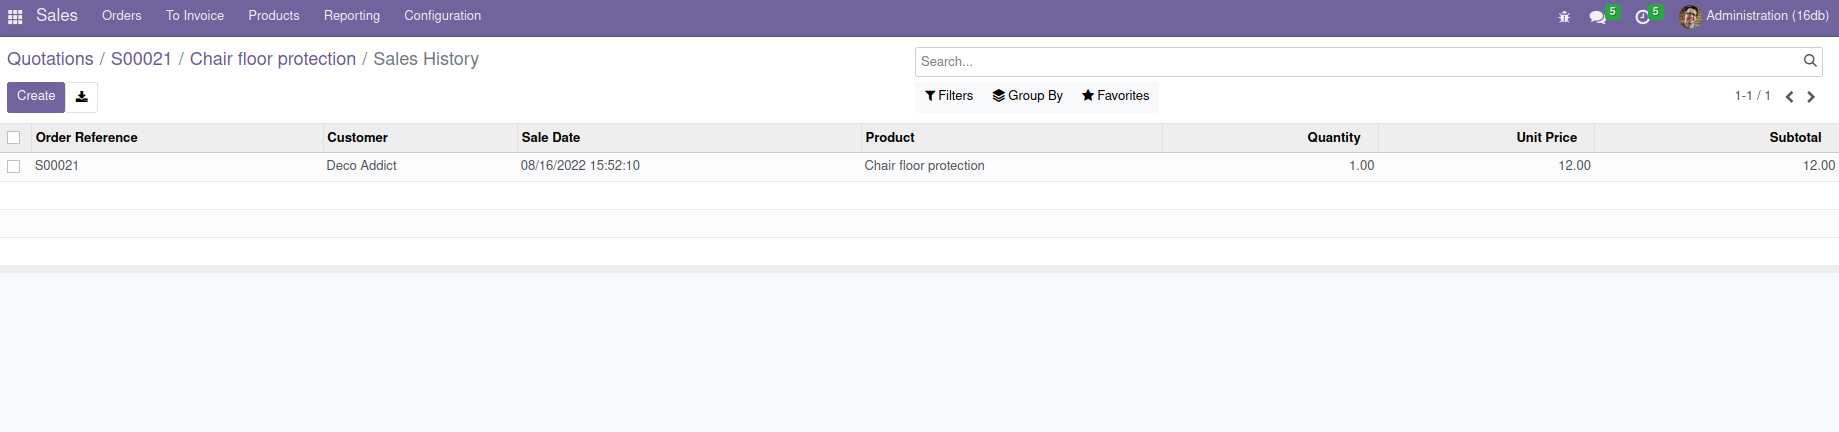 Sales Orders To Invoice Products Reporting Configuration 5 5 Administration (16db)
Quotations / S00021 / Chair floor protection / Sales History Search...
Create Filters Group By Favorites 1-1 / 1
Order Reference Customer Sale Date Product Quantity Unit Price Subtotal
S00021 Deco Addict 08/16/2022 15:52:10 Chair floor protection 1.00 12.00 12.00